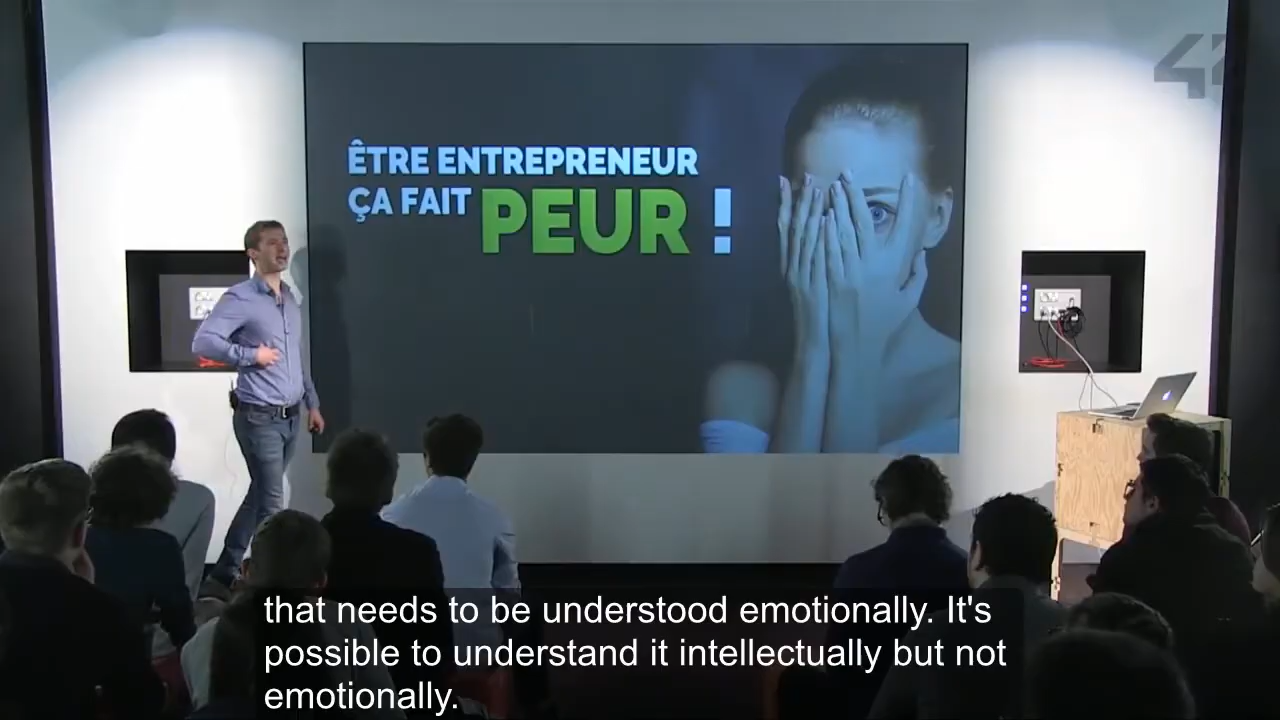 42
ÊTRE ENTREPRENEUR
ÇA FAIT PEUR !
that needs to be understood emotionally. It's
possible to understand it intellectually but not
emotionally.